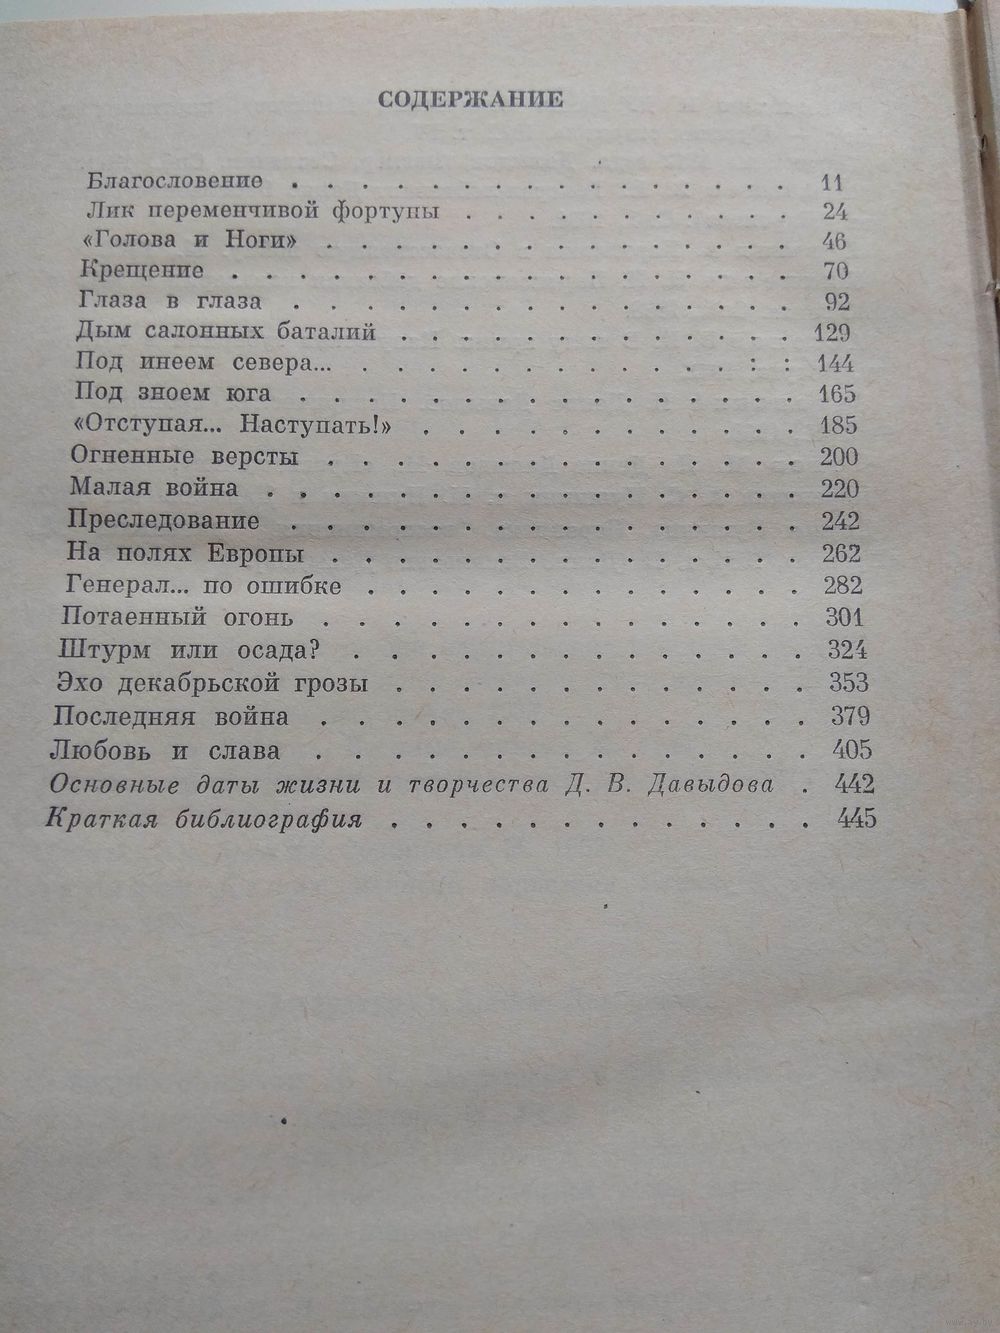 СОДЕРЖАНИЕ
Благословение . . . . . . . . . . . . . . 11
Лик переменчивой фортуны . . . . . . . . . . 24
«Голова и Ноги» . . . . . . . . . . . . . 46
Крещение . . . . . . . . . . . . . . . . 70
Глаза в глаза . . . . . . . . . . . . . . 92
Дым салонных баталий . . . . . . . . . . . 129
Под инеем севера... . . . . . . . . . . . . : : 144
Под зноем юга . . . . . . . . . . . . . . 165
«Отступая... Наступать!» . . . . . . . . . . . 185
Огненные версты . . . . . . . . . . . . . 200
Малая война . . . . . . . . . . . . . . . 220
Преследование . . . . . . . . . . . . . . 242
На полях Европы . . . . . . . . . . . . . 262
Генерал... по ошибке . . . . . . . . . . . . 282
Потаенный огонь . . . . . . . . . . . . . . 301
Штурм или осада? . . . . . . . . . . . . . 324
Эхо декабрьской грозы . . . . . . . . . . . . 353
Последняя война . . . . . . . . . . . . . . 379
Любовь и слава . . . . . . . . . . . . . . 405
Основные даты жизни и творчества Д. В. Давыдова . 442
Краткая библиография . . . . . . . . . . . . 445